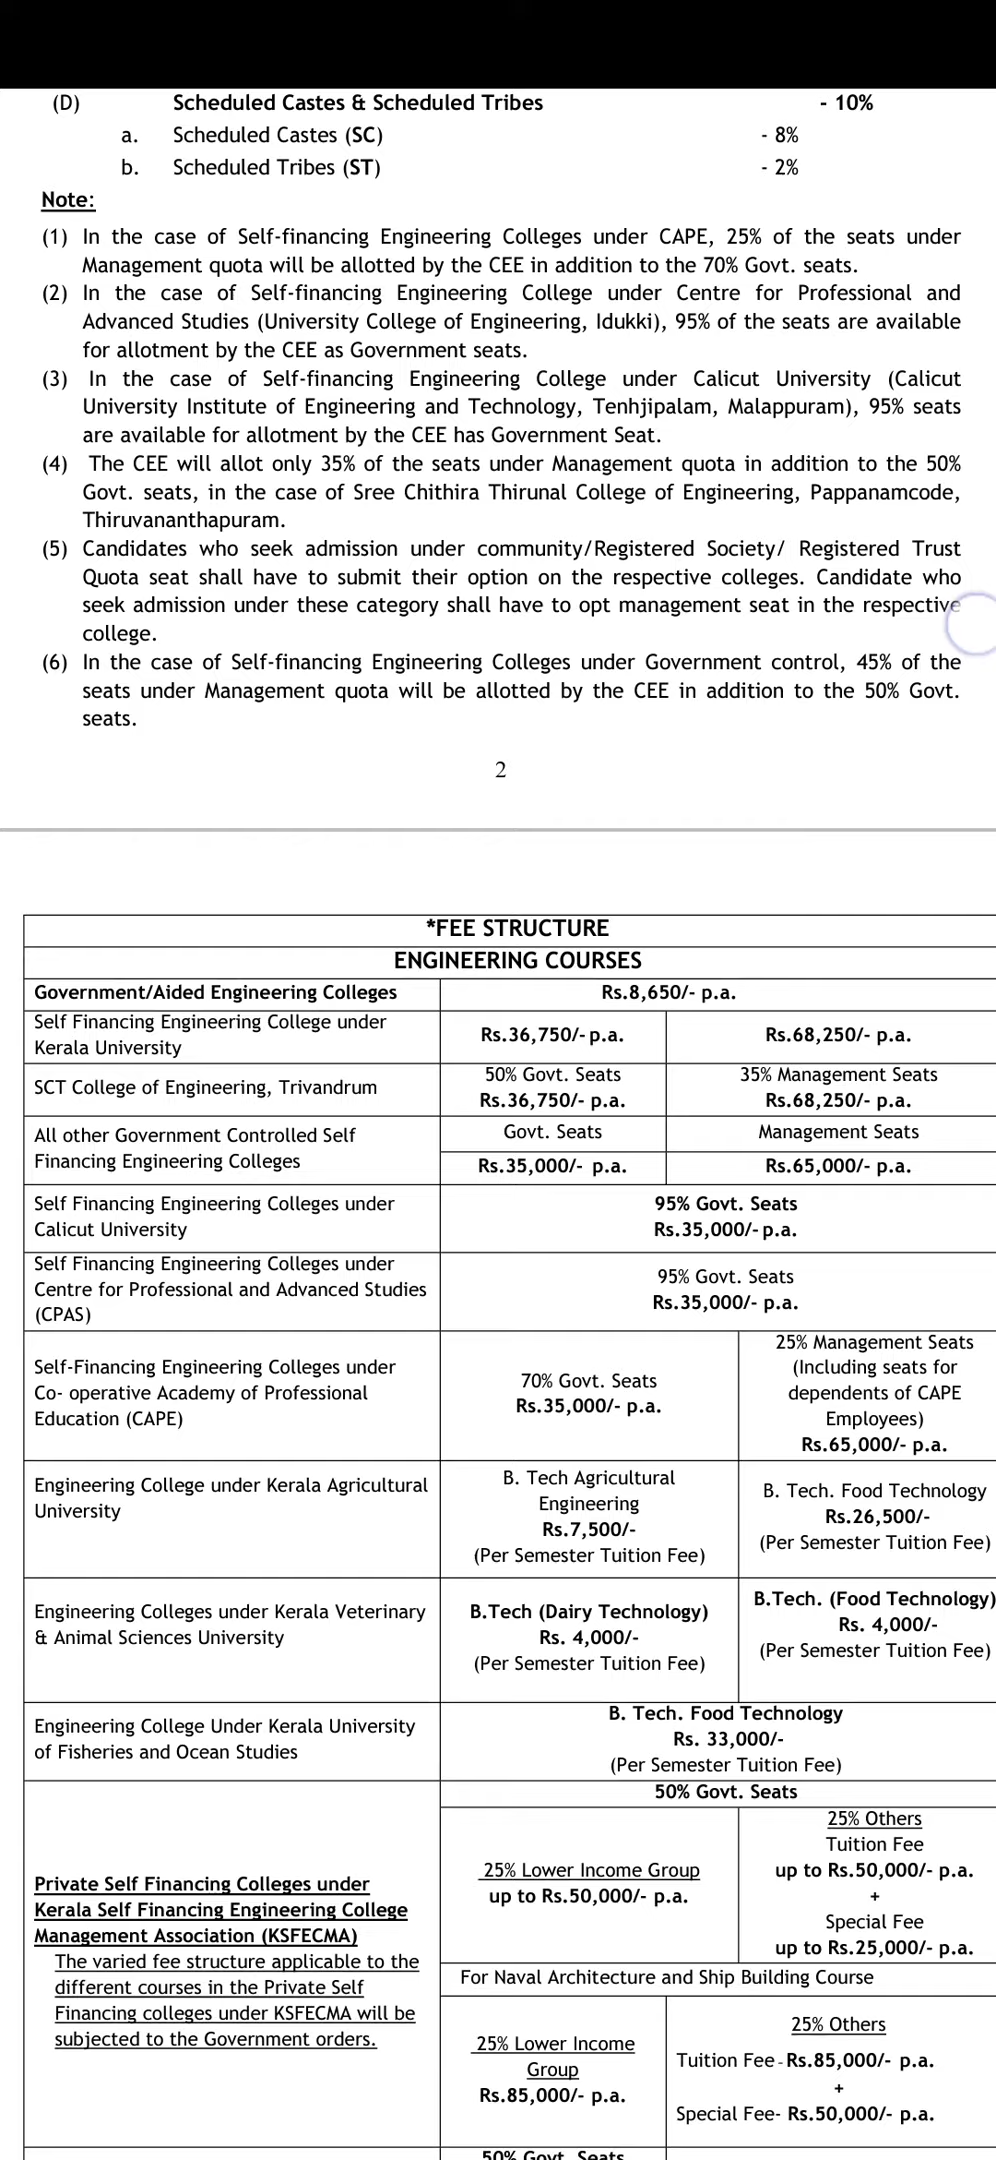 (D) Scheduled Castes & Scheduled Tribes - 10%
a. Scheduled Castes (SC) - 8%
b. Scheduled Tribes (ST) - 2%
Note:
(1) In the case of Self-financing Engineering Colleges under CAPE, 25% of the seats under
Management quota will be allotted by the CEE in addition to the 70% Govt. seats.
(2) In the case of Self-financing Engineering College under Centre for Professional and
Advanced Studies (University College of Engineering, Idukki), 95% of the seats are available
for allotment by the CEE as Government seats.
(3) In the case of Self-financing Engineering College under Calicut University (Calicut
University Institute of Engineering and Technology, Tenhjipalam, Malappuram), 95% seats
are available for allotment by the CEE has Government Seat.
(4) The CEE will allot only 35% of the seats under Management quota in addition to the 50%
Govt. seats, in the case of Sree Chithira Thirunal College of Engineering, Pappanamcode,
Thiruvananthapuram.
(5) Candidates who seek admission under community/Registered Society/ Registered Trust
Quota seat shall have to submit their option on the respective colleges. Candidate who
seek admission under these category shall have to opt management seat in the respective
college.
(6) In the case of Self-financing Engineering Colleges under Government control, 45% of the
seats under Management quota will be allotted by the CEE in addition to the 50% Govt.
seats.
2
*FEE STRUCTURE
ENGINEERING COURSES
Government/Aided Engineering Colleges
Rs.8,650/- p.a.
Self Financing Engineering College under
Kerala University
Rs.36,750/- p.a.
Rs.68,250/- p.a.
SCT College of Engineering, Trivandrum
50% Govt. Seats
Rs.36,750/- p.a.
35% Management Seats
Rs.68,250/- p.a.
All other Government Controlled Self
Financing Engineering Colleges
Govt. Seats
Management Seats
Rs.35,000/- p.a.
Rs.65,000/- p.a.
Self Financing Engineering Colleges under
Calicut University
95% Govt. Seats
Rs.35,000/- p.a.
Self Financing Engineering Colleges under
Centre for Professional and Advanced Studies
(CPAS)
95% Govt. Seats
Rs.35,000/- p.a.
Self-Financing Engineering Colleges under
Co- operative Academy of Professional
Education (CAPE)
70% Govt. Seats
Rs.35,000/- p.a.
25% Management Seats
(Including seats for
dependents of CAPE
Employees)
Rs.65,000/- p.a.
Engineering College under Kerala Agricultural
University
B. Tech Agricultural
Engineering
Rs.7,500/-
(Per Semester Tuition Fee)
B. Tech. Food Technology
Rs.26,500/-
(Per Semester Tuition Fee)
Engineering Colleges under Kerala Veterinary
& Animal Sciences University
B.Tech (Dairy Technology)
Rs. 4,000/-
(Per Semester Tuition Fee)
B.Tech. (Food Technology)
Rs. 4,000/-
(Per Semester Tuition Fee)
Engineering College Under Kerala University
of Fisheries and Ocean Studies
B. Tech. Food Technology
Rs. 33,000/-
(Per Semester Tuition Fee)
Private Self Financing Colleges under
Kerala Self Financing Engineering College
Management Association (KSFECMA)
The varied fee structure applicable to the
different courses in the Private Self
Financing colleges under KSFECMA will be
subjected to the Government orders.
50% Govt. Seats
25% Lower Income Group
up to Rs.50,000/- p.a.
25% Others
Tuition Fee
up to Rs.50,000/- p.a.
+
Special Fee
up to Rs.25,000/- p.a.
For Naval Architecture and Ship Building Course
25% Lower Income
Group
Rs.85,000/- p.a.
25% Others
Tuition Fee - Rs.85,000/- p.a.
+
Special Fee- Rs.50,000/- p.a.
50% Govt. Seats